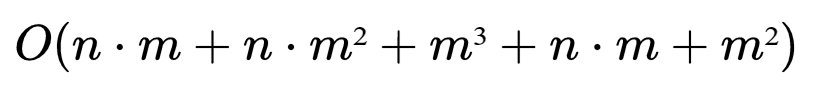 O(n · m + n · m² + m³ + n · m + m²)